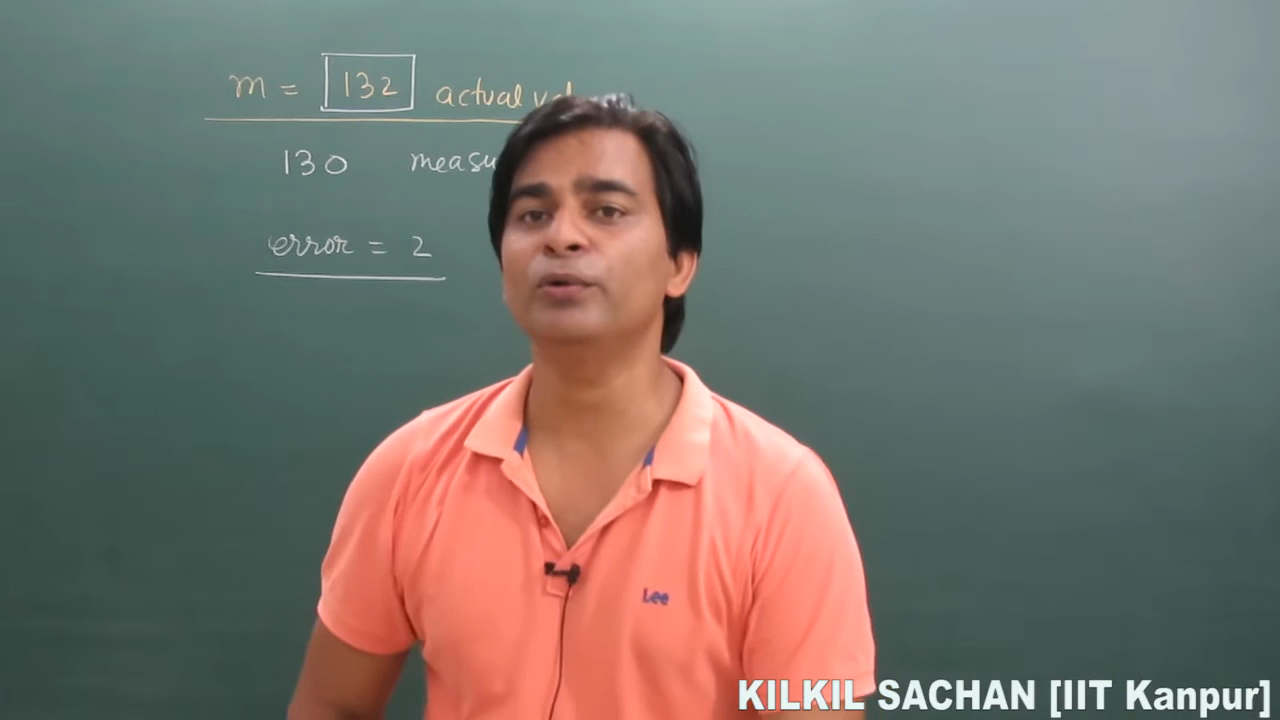 m = 132 actual
130
error = 2
Lee
KILKIL SACHAN [IIT Kanpur]